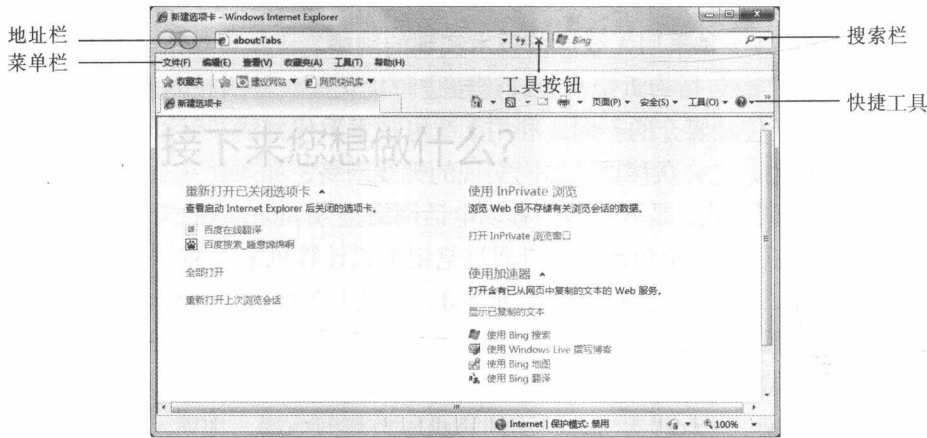 新建选项卡 - Windows Internet Explorer
地址栏
about:Tabs
Bing
搜索栏
菜单栏
文件(F) 编辑(E) 查看(V) 收藏夹(A) 工具(T) 帮助(H)
收藏夹 建议网站 ▼ 网页快讯库 ▼
工具按钮
新建选项卡
页面(P) 安全(S) 工具(O)
快捷工具
接下来您想做什么?
重新打开已关闭选项卡
查看启动 Internet Explorer 后关闭的选项卡。
百度在线翻译
百度搜索_睡意绵绵啊
全部打开
重新打开上次浏览会话
使用 InPrivate 浏览
浏览 Web 但不存储有关浏览会话的数据。
打开 InPrivate 浏览窗口
使用加速器
打开含有已从网页中复制的文本的 Web 服务。
显示已复制的文本
使用 Bing 搜索
使用 Windows Live 撰写博客
使用 Bing 地图
使用 Bing 翻译
Internet | 保护模式: 禁用
100%